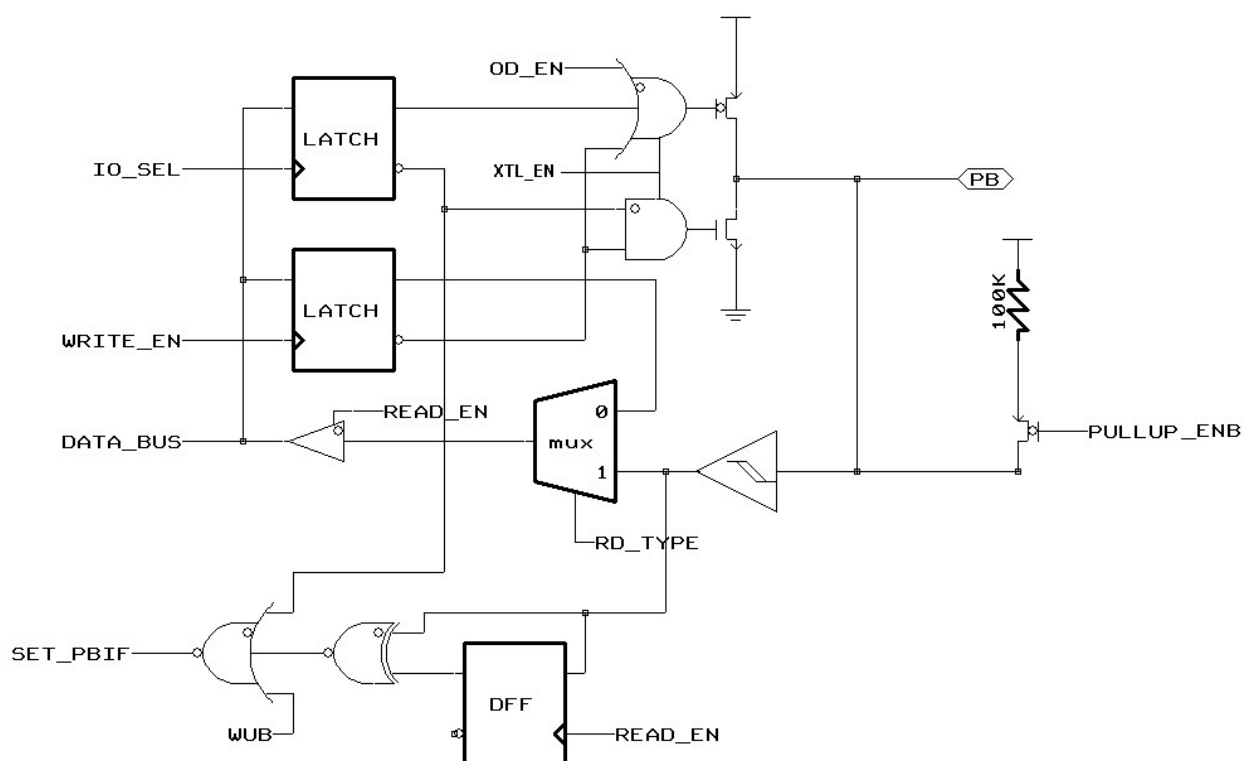 OD_EN
LATCH
IO_SEL
XTL_EN
PB
LATCH
100K
WRITE_EN
0
READ_EN
mux
DATA_BUS
PULLUP_ENB
1
RD_TYPE
SET_PBIF
DFF
WUB
READ_EN